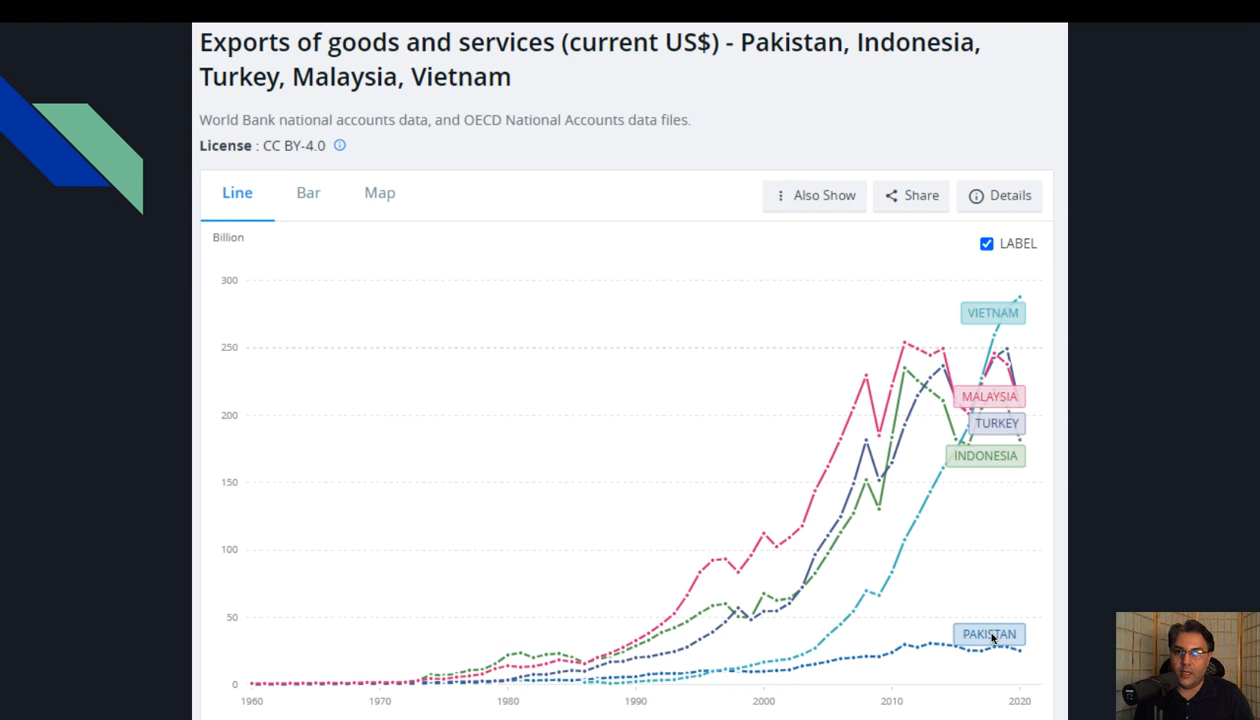 Exports of goods and services (current US$) - Pakistan, Indonesia,
Turkey, Malaysia, Vietnam
World Bank national accounts data, and OECD National Accounts data files.
License : CC BY-4.0
Line Bar Map Also Show Share Details
Billion
LABEL
300
VIETNAM
250
MALAYSIA
200
TURKEY
INDONESIA
150
100
50
PAKISTAN
0
1960 1970 1980 1990 2000 2010 2020